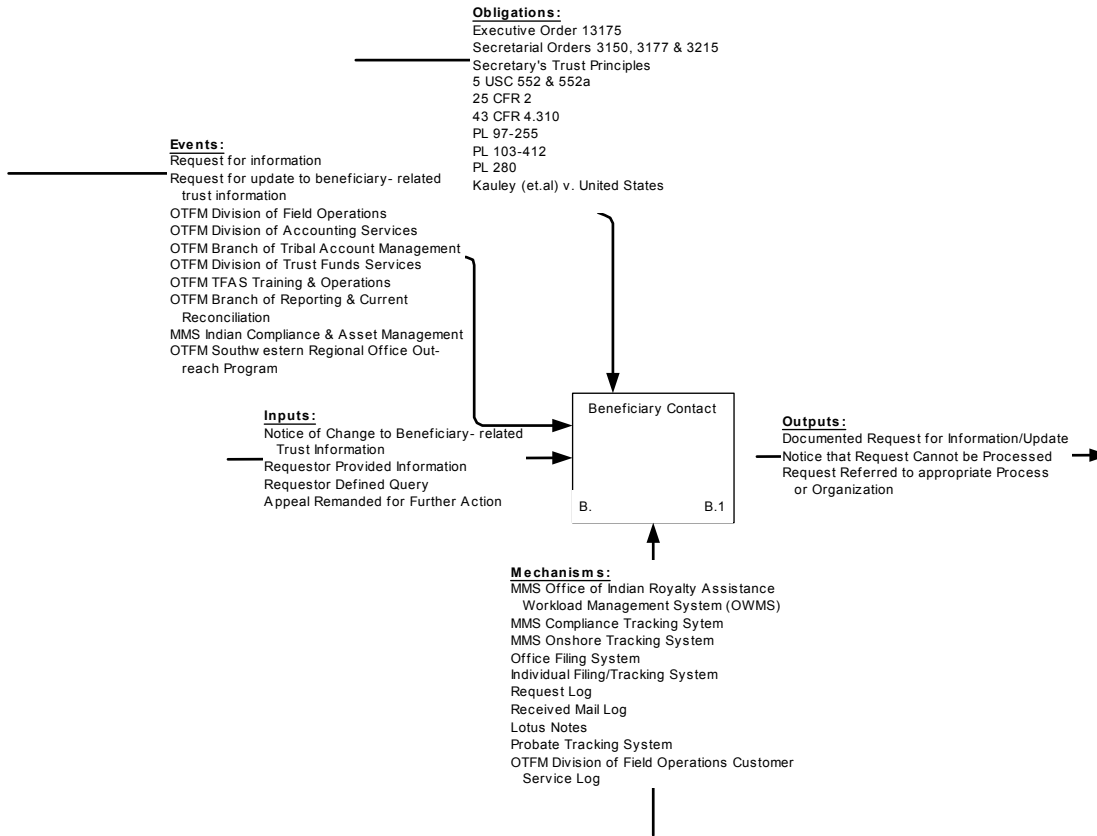 Obligations:
Executive Order 13175
Secretarial Orders 3150, 3177 & 3215
Secretary's Trust Principles
5 USC 552 & 552a
25 CFR 2
43 CFR 4.310
PL 97-255
PL 103-412
PL 280
Kauley (et.al) v. United States
Events:
Request for information
Request for update to beneficiary- related
trust information
OTFM Division of Field Operations
OTFM Division of Accounting Services
OTFM Branch of Tribal Account Management
OTFM Division of Trust Funds Services
OTFM TFAS Training & Operations
OTFM Branch of Reporting & Current
Reconciliation
MMS Indian Compliance & Asset Management
OTFM Southwestern Regional Office Out-
reach Program
Inputs:
Notice of Change to Beneficiary- related
Trust Information
Requestor Provided Information
Requestor Defined Query
Appeal Remanded for Further Action
Beneficiary Contact
B. B.1
Outputs:
Documented Request for Information/Update
Notice that Request Cannot be Processed
Request Referred to appropriate Process
or Organization
Mechanisms:
MMS Office of Indian Royalty Assistance
Workload Management System (OWMS)
MMS Compliance Tracking Sytem
MMS Onshore Tracking System
Office Filing System
Individual Filing/Tracking System
Request Log
Received Mail Log
Lotus Notes
Probate Tracking System
OTFM Division of Field Operations Customer
Service Log